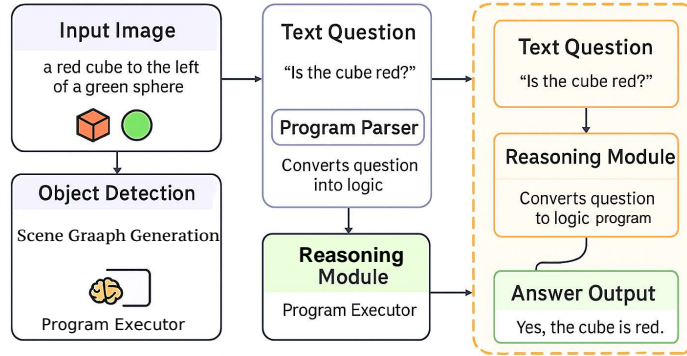 Input Image
a red cube to the left
of a green sphere
Object Detection
Scene Graaph Generation
Program Executor
Text Question
“Is the cube red?”
Program Parser
Converts question
into logic
Reasoning
Module
Program Executor
Text Question
“Is the cube red?”
Reasoning Module
Converts question
to logic program
Answer Output
Yes, the cube is red.